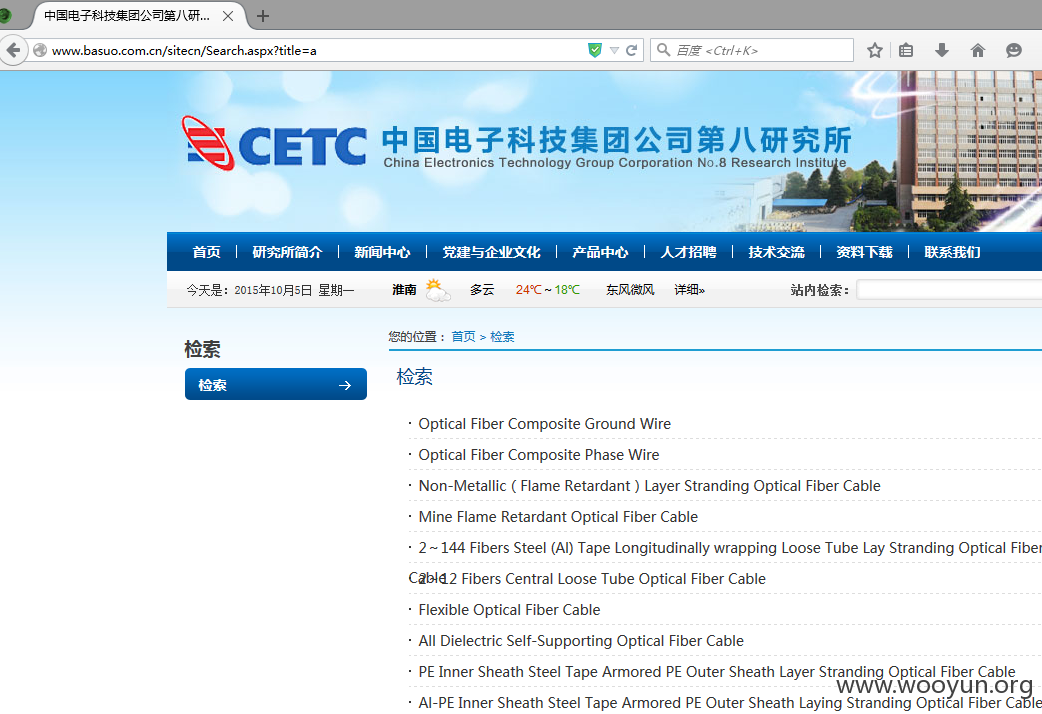 中国电子科技集团公司第八研...
www.basuo.com.cn/sitecn/Search.aspx?title=a
百度 <Ctrl+K>
CETC 中国电子科技集团公司第八研究所
China Electronics Technology Group Corporation No.8 Research Institute
首页 研究所简介 新闻中心 党建与企业文化 产品中心 人才招聘 技术交流 资料下载 联系我们
今天是：2015年10月5日 星期一 淮南 多云 24℃～18℃ 东风微风 详细» 站内检索：
检索
检索
您的位置： 首页 > 检索
检索
· Optical Fiber Composite Ground Wire
· Optical Fiber Composite Phase Wire
· Non-Metallic ( Flame Retardant ) Layer Stranding Optical Fiber Cable
· Mine Flame Retardant Optical Fiber Cable
· 2～144 Fibers Steel (Al) Tape Longitudinally wrapping Loose Tube Lay Stranding Optical Fiber
Cable
· 2～12 Fibers Central Loose Tube Optical Fiber Cable
· Flexible Optical Fiber Cable
· All Dielectric Self-Supporting Optical Fiber Cable
· PE Inner Sheath Steel Tape Armored PE Outer Sheath Layer Stranding Optical Fiber Cable
· Al-PE Inner Sheath Steel Tape Armored PE Outer Sheath Laying Stranding Optical Fiber Cable
www.wooyun.org